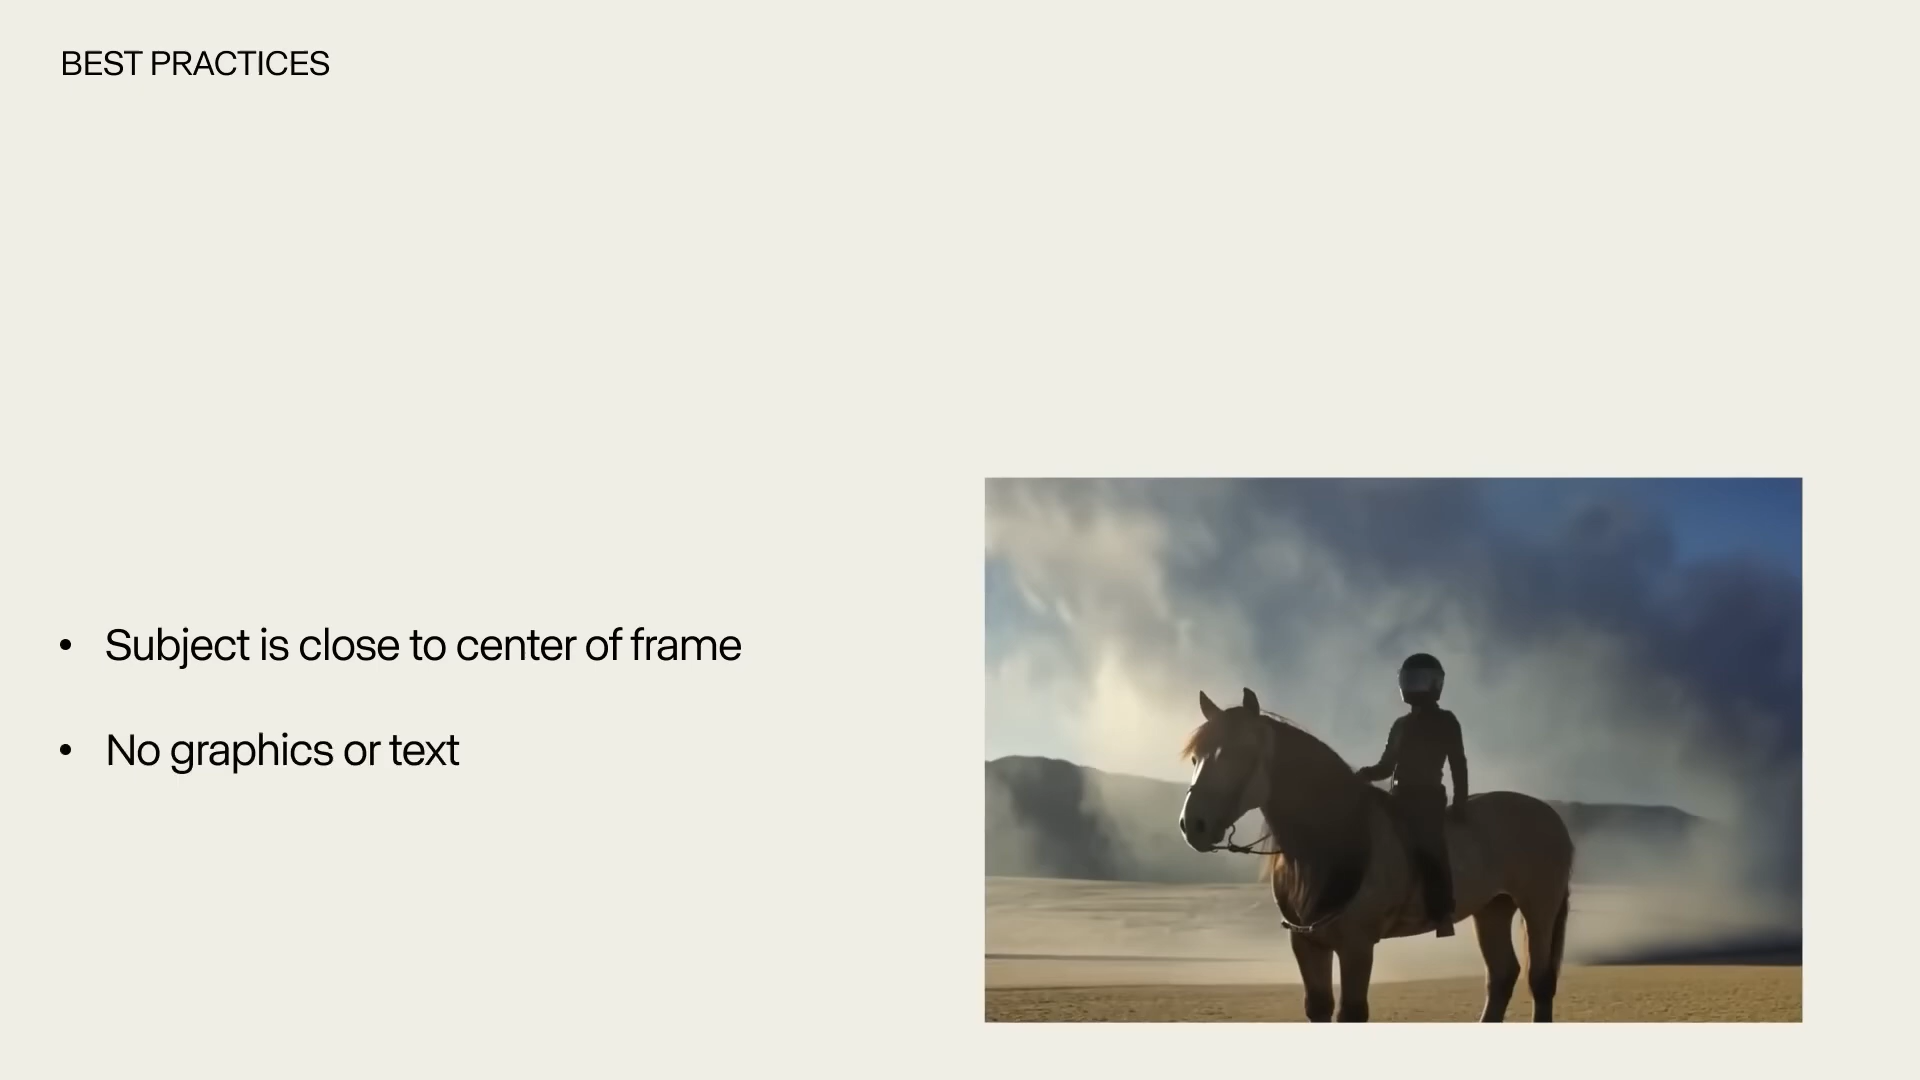 BEST PRACTICES
• Subject is close to center of frame
• No graphics or text